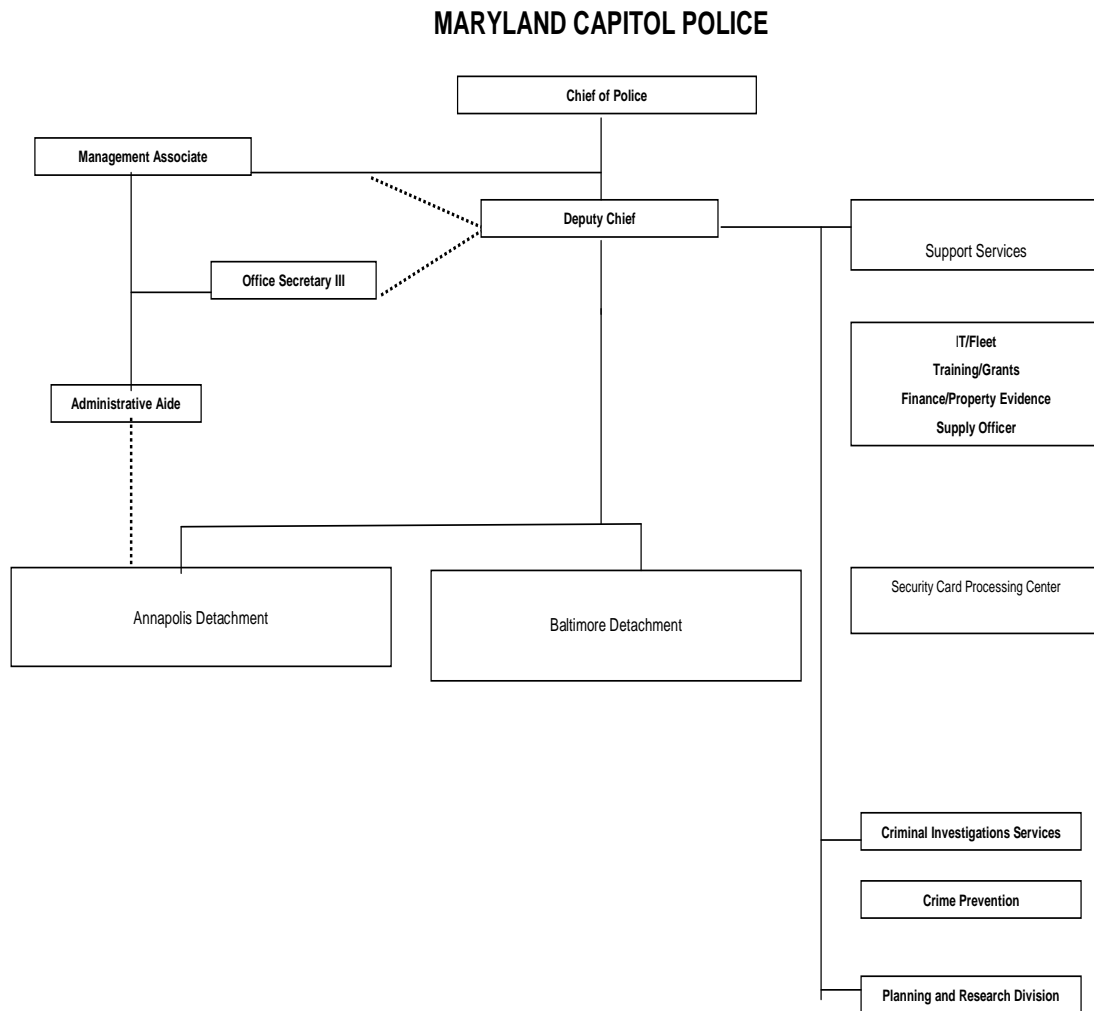 MARYLAND CAPITOL POLICE
Chief of Police
Management Associate
Deputy Chief
Support Services
Office Secretary III
IT/Fleet
Training/Grants
Finance/Property Evidence
Supply Officer
Administrative Aide
Annapolis Detachment
Baltimore Detachment
Security Card Processing Center
Criminal Investigations Services
Crime Prevention
Planning and Research Division